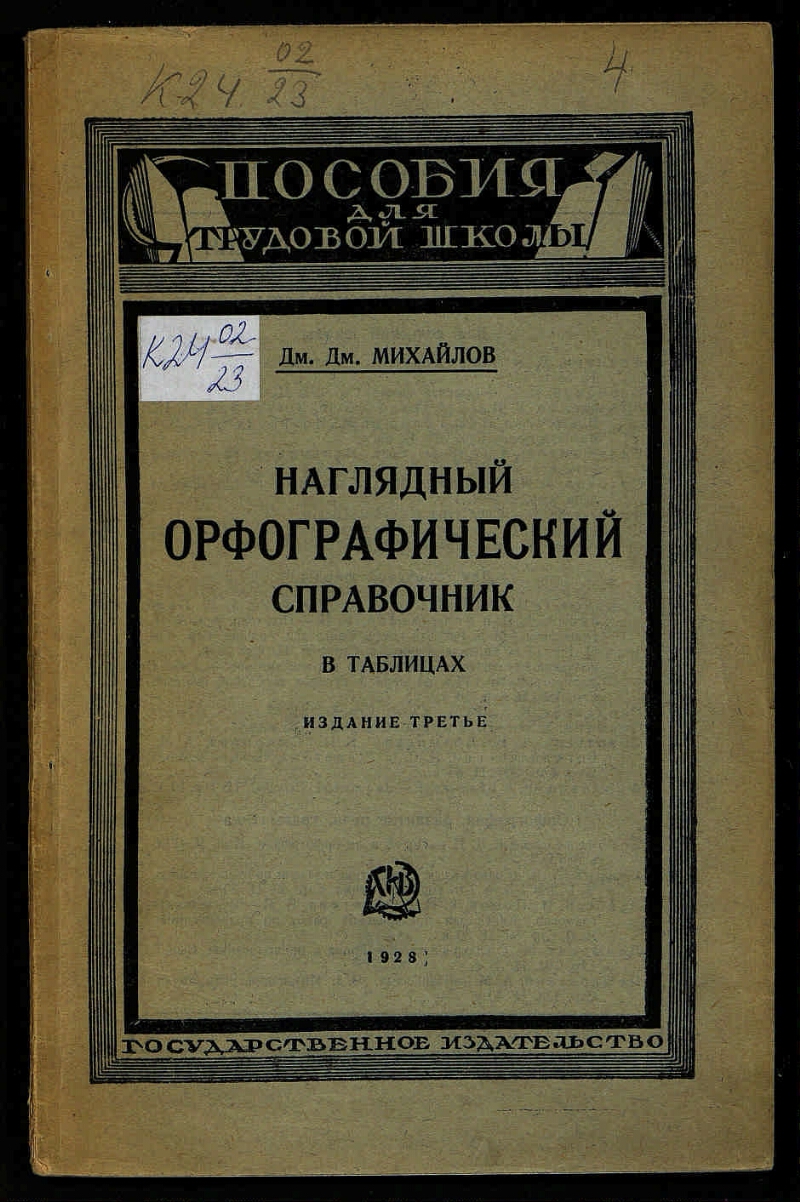 К24 02/23
4
ПОСОБИЯ
ДЛЯ
ТРУДОВОЙ ШКОЛЫ
К24 02/23
Дм. Дм. МИХАЙЛОВ
НАГЛЯДНЫЙ
ОРФОГРАФИЧЕСКИЙ
СПРАВОЧНИК
В ТАБЛИЦАХ
ИЗДАНИЕ ТРЕТЬЕ
1928
ГОСУДАРСТВЕННОЕ ИЗДАТЕЛЬСТВО